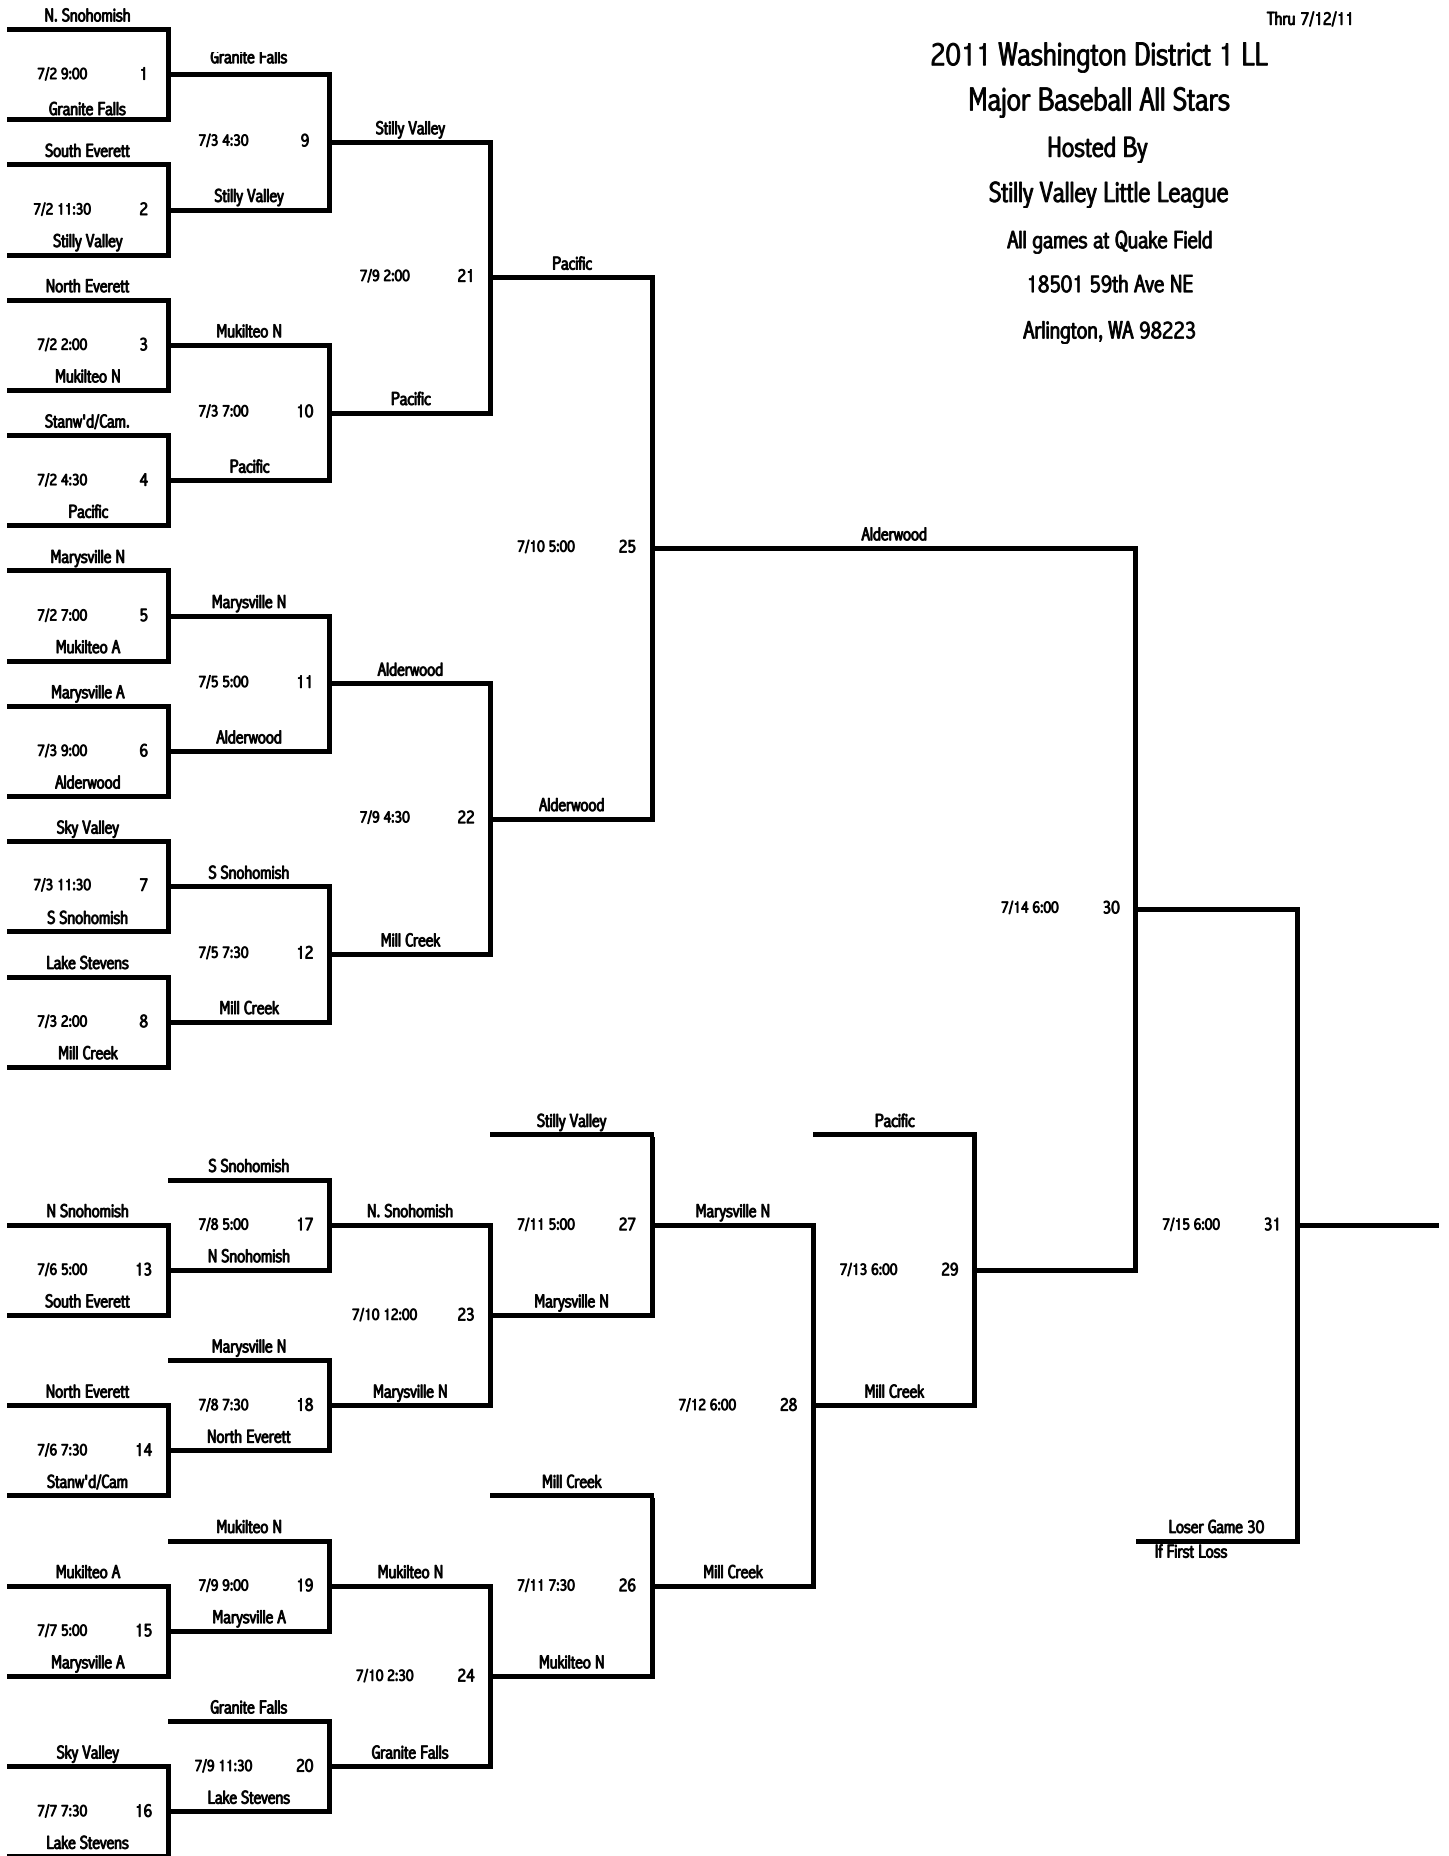 N. Snohomish
Thru 7/12/11
2011 Washington District 1 LL
Major Baseball All Stars
Hosted By
Stilly Valley Little League
All games at Quake Field
18501 59th Ave NE
Arlington, WA 98223
7/2 9:00 1
Granite Falls
Granite Falls
7/3 4:30 9
Stilly Valley
South Everett
7/2 11:30 2
Stilly Valley
Stilly Valley
7/9 2:00 21
Pacific
North Everett
7/2 2:00 3
Mukilteo N
Mukilteo N
7/3 7:00 10
Pacific
Stanw'd/Cam.
7/2 4:30 4
Pacific
Pacific
7/10 5:00 25
Alderwood
Marysville N
7/2 7:00 5
Mukilteo A
Marysville N
7/5 5:00 11
Alderwood
Marysville A
7/3 9:00 6
Alderwood
Alderwood
7/9 4:30 22
Alderwood
Sky Valley
7/3 11:30 7
S Snohomish
S Snohomish
7/5 7:30 12
Mill Creek
Lake Stevens
7/3 2:00 8
Mill Creek
Mill Creek
7/14 6:00 30
Stilly Valley
Pacific
S Snohomish
N Snohomish
7/8 5:00 17
N. Snohomish
7/11 5:00 27
Marysville N
7/15 6:00 31
N Snohomish
7/6 5:00 13
South Everett
7/13 6:00 29
Marysville N
7/10 12:00 23
Marysville N
North Everett
7/8 7:30 18
Marysville N
7/12 6:00 28
Mill Creek
North Everett
7/6 7:30 14
Stanw'd/Cam
Mill Creek
Mukilteo N
Loser Game 30
If First Loss
Mukilteo A
7/9 9:00 19
Mukilteo N
7/11 7:30 26
Mill Creek
Marysville A
7/7 5:00 15
Marysville A
Mukilteo N
7/10 2:30 24
Granite Falls
Sky Valley
7/9 11:30 20
Granite Falls
Lake Stevens
7/7 7:30 16
Lake Stevens